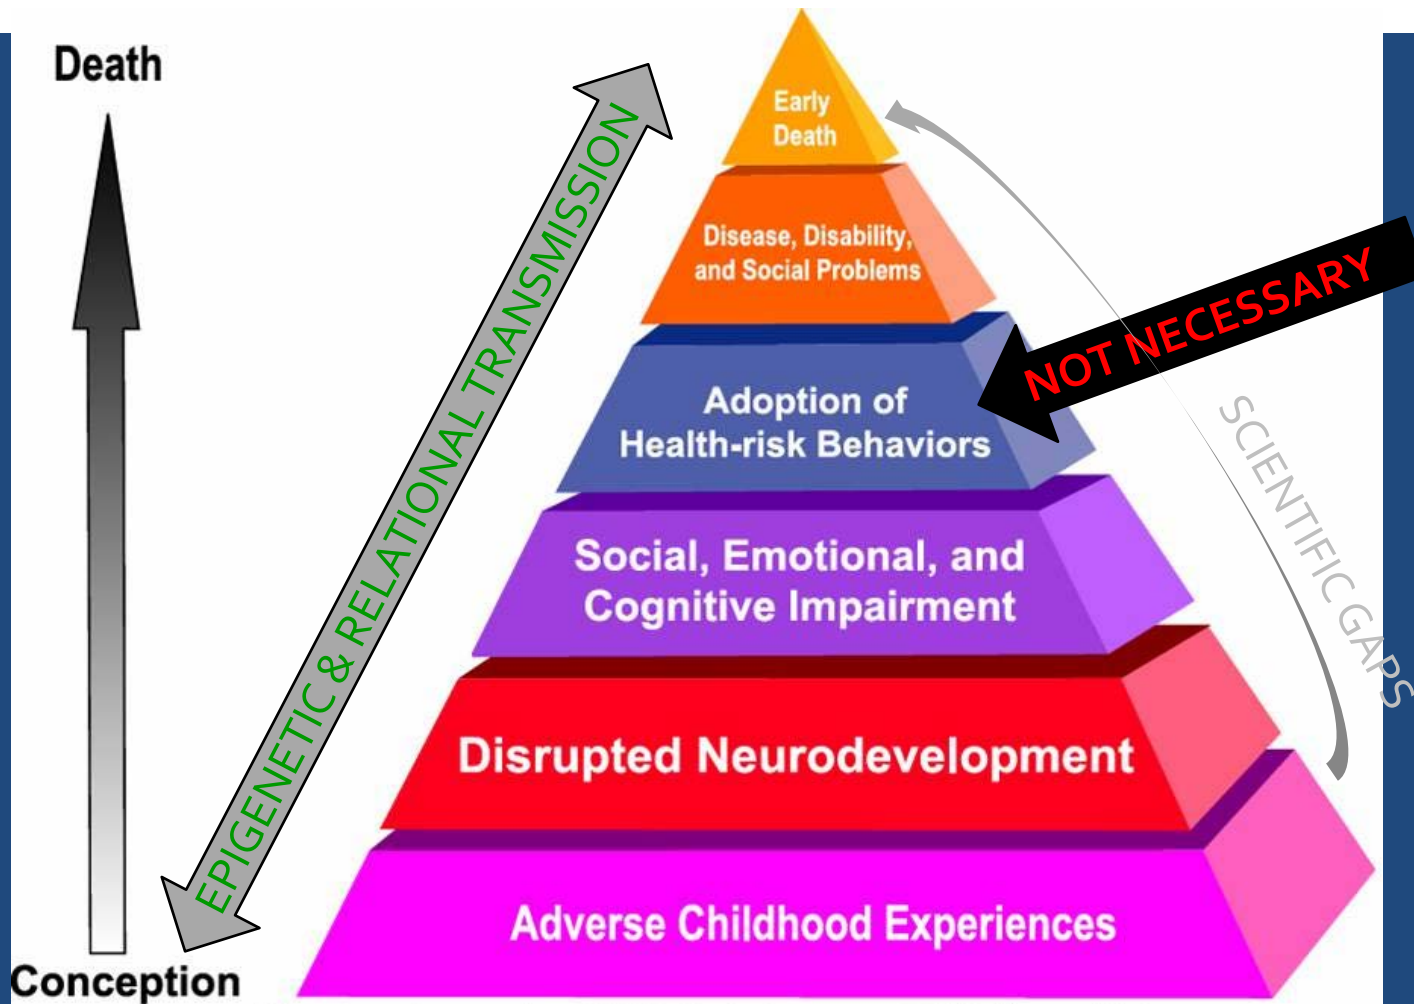 Death
EPIGENETIC & RELATIONAL TRANSMISSION
Early
Death
Disease, Disability,
and Social Problems
NOT NECESSARY
Adoption of
Health-risk Behaviors
SCIENTIFIC GAPS
Social, Emotional, and
Cognitive Impairment
Disrupted Neurodevelopment
Adverse Childhood Experiences
Conception